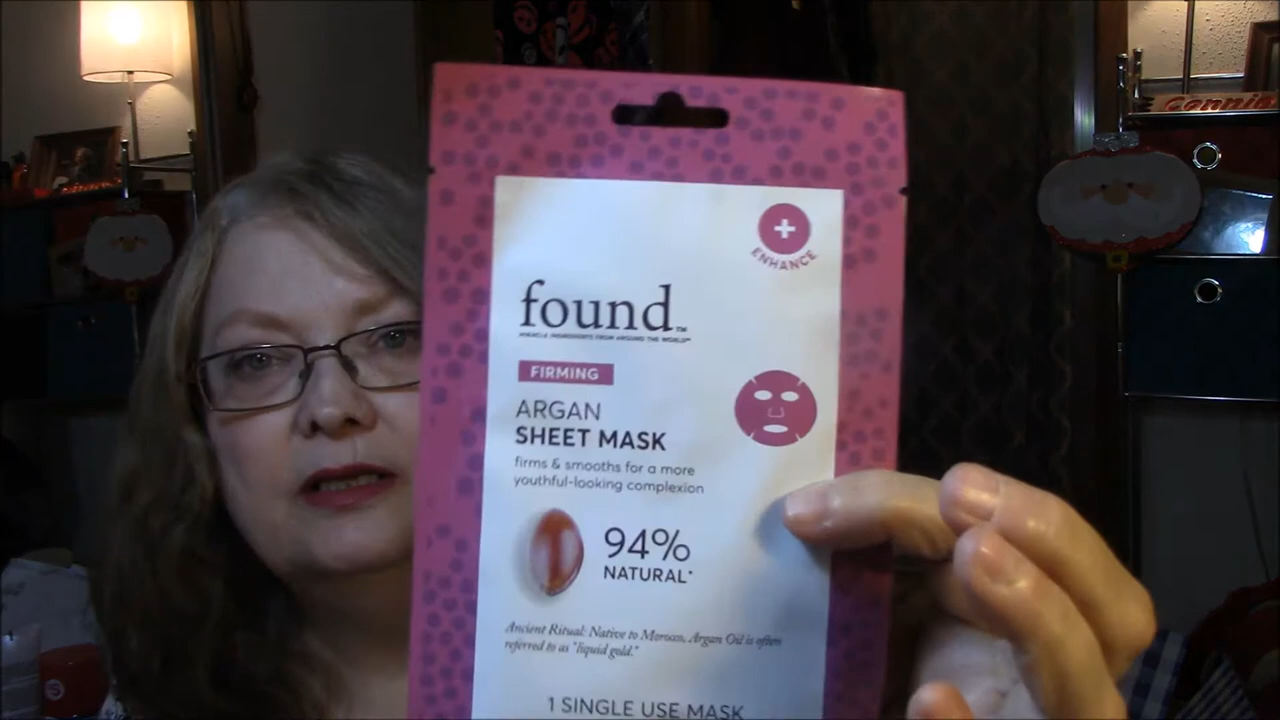 Connie
ENHANCE
found™
MIRACLE INGREDIENTS FROM AROUND THE WORLD™
FIRMING
ARGAN
SHEET MASK
firms & smooths for a more
youthful-looking complexion
94%
NATURAL*
Ancient Ritual: Native to Morocco, Argan Oil is often
referred to as "liquid gold."
1 SINGLE USE MASK